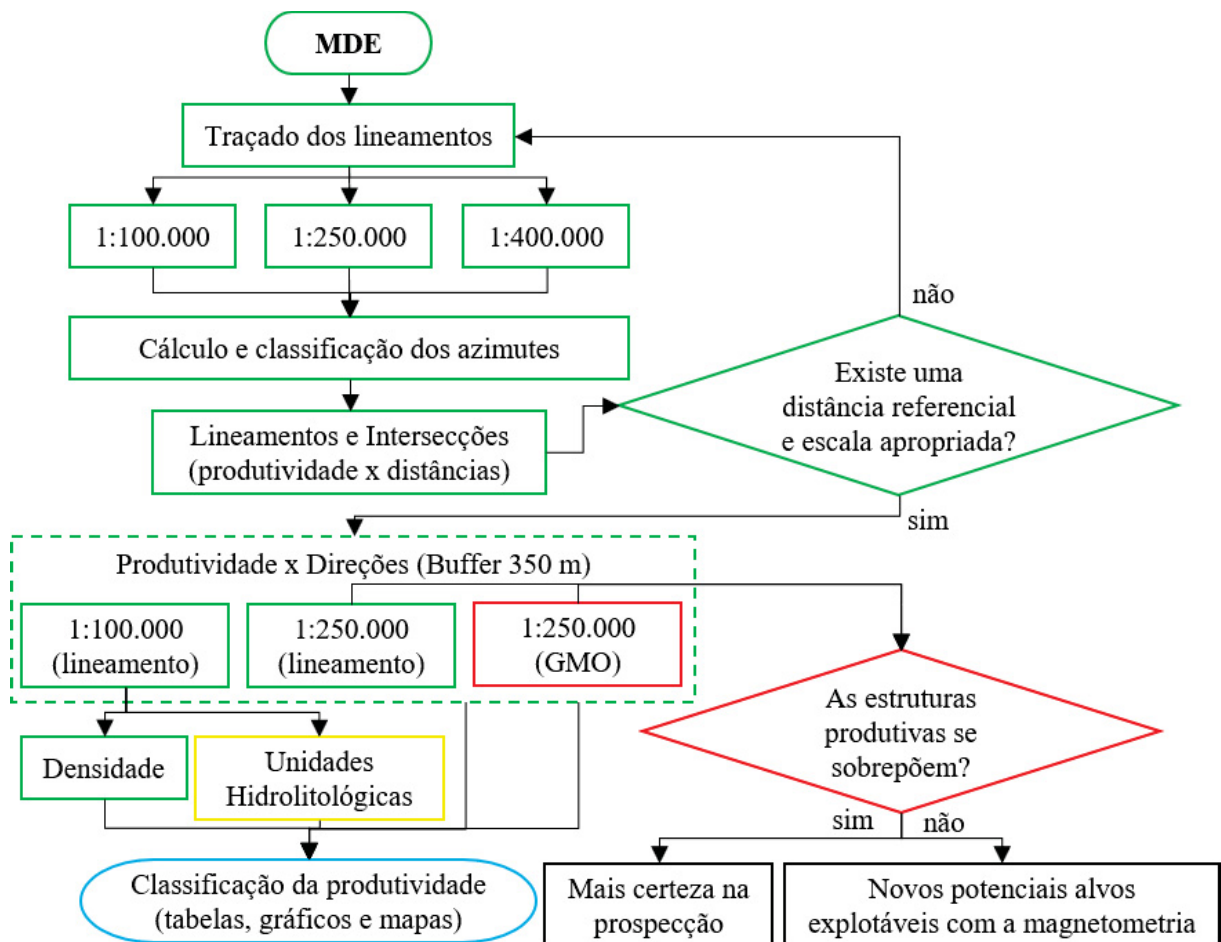 MDE
Traçado dos lineamentos
1:100.000
1:250.000
1:400.000
Cálculo e classificação dos azimutes
Lineamentos e Intersecções
(produtividade x distâncias)
não
Existe uma
distância referencial
e escala apropriada?
sim
Produtividade x Direções (Buffer 350 m)
1:100.000
(lineamento)
1:250.000
(lineamento)
1:250.000
(GMO)
As estruturas
produtivas se
sobrepõem?
Densidade
Unidades
Hidrolitológicas
sim
não
Classificação da produtividade
(tabelas, gráficos e mapas)
Mais certeza na
prospecção
Novos potenciais alvos
explotáveis com a magnetometria